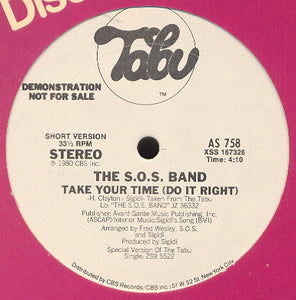 Disc
Tabu
TM
DEMONSTRATION
NOT FOR SALE
SHORT VERSION
33⅓ RPM
STEREO
℗ 1980 CBS Inc.
AS 758
XSS 167326
Time: 4:10
THE S.O.S. BAND
TAKE YOUR TIME (DO IT RIGHT)
-H. Clayton - Sigidi- Taken From The Tabu
Lp: "THE S.O.S. BAND" JZ 36332
Publisher: Avant Garde Music Publishing, Inc.
(ASCAP)/Interior Music/Sigidi's Song (BMI)
Arranged by Fred Wesley, S.O.S.
and Sigidi
Produced by Sigidi
Special Version Of The Tabu
Single: ZS9 5522
Distributed by CBS Records/CBS Inc./51 W. 52 St. New York City